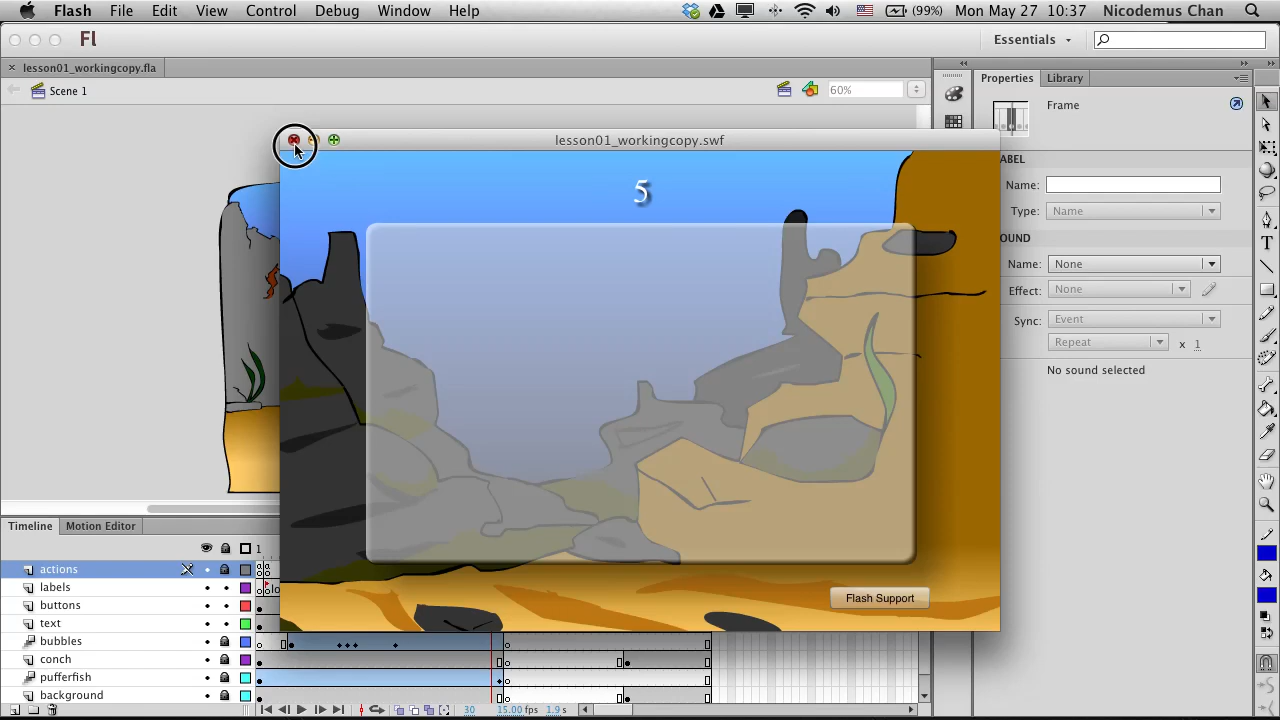 Flash File Edit View Control Debug Window Help (99%) Mon May 27 10:37 Nicodemus Chan
Fl Essentials
lesson01_workingcopy.fla
Scene 1 60%
Properties Library
Frame
lesson01_workingcopy.swf
5
ABEL
Name:
Type: Name
OUND
Name: None
Effect: None
Sync: Event
Repeat x 1
No sound selected
Flash Support
Timeline Motion Editor
1
actions
labels
buttons
text
bubbles
conch
pufferfish
background
30 15.00 fps 1.9 s